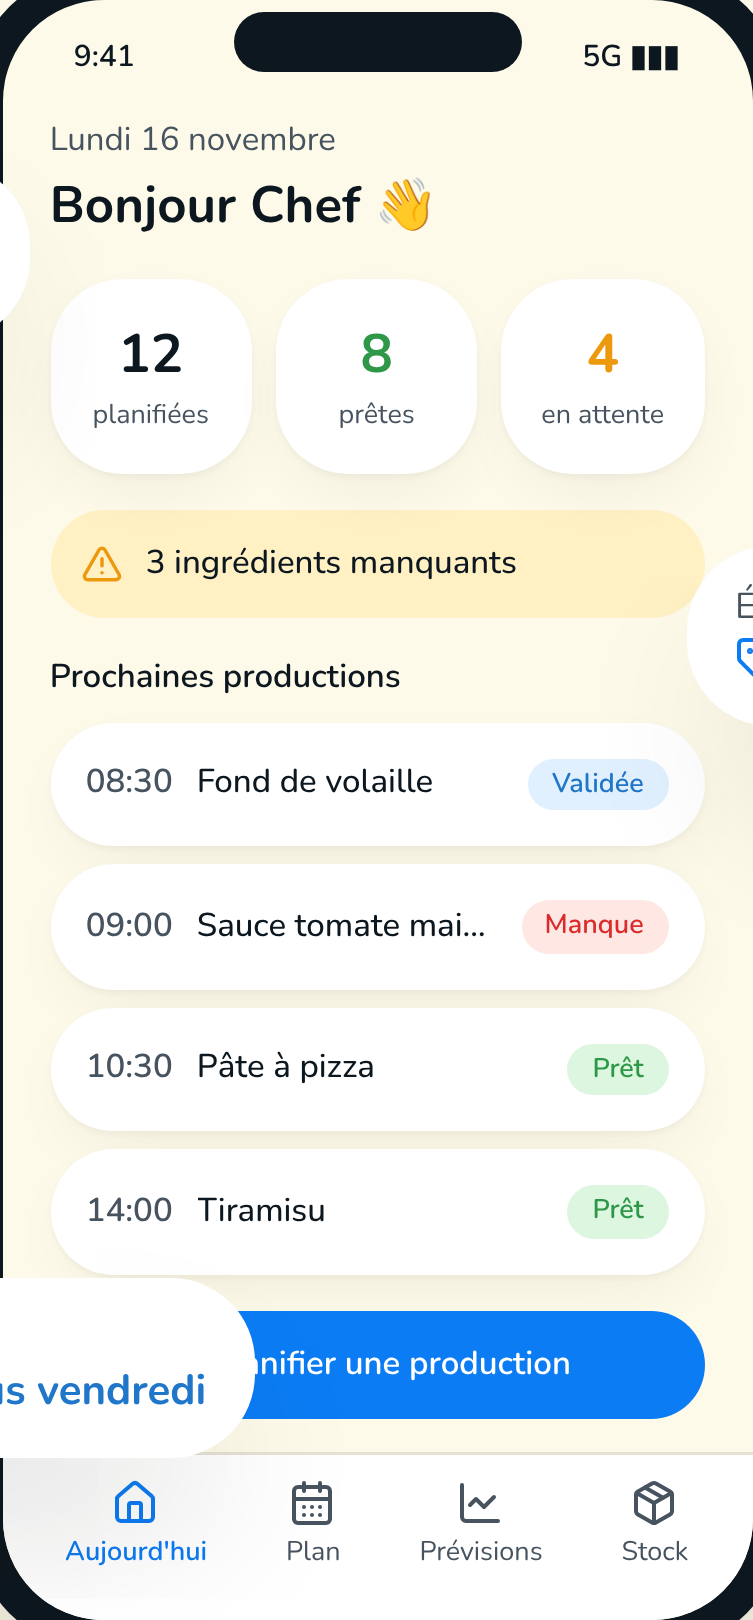 9:41 5G
Lundi 16 novembre
Bonjour Chef 👋
12 8 4
planifiées prêtes en attente
3 ingrédients manquants
É
Prochaines productions
08:30 Fond de volaille Validée
09:00 Sauce tomate mai... Manque
10:30 Pâte à pizza Prêt
14:00 Tiramisu Prêt
une production
vendredi
Aujourd'hui Plan Prévisions Stock